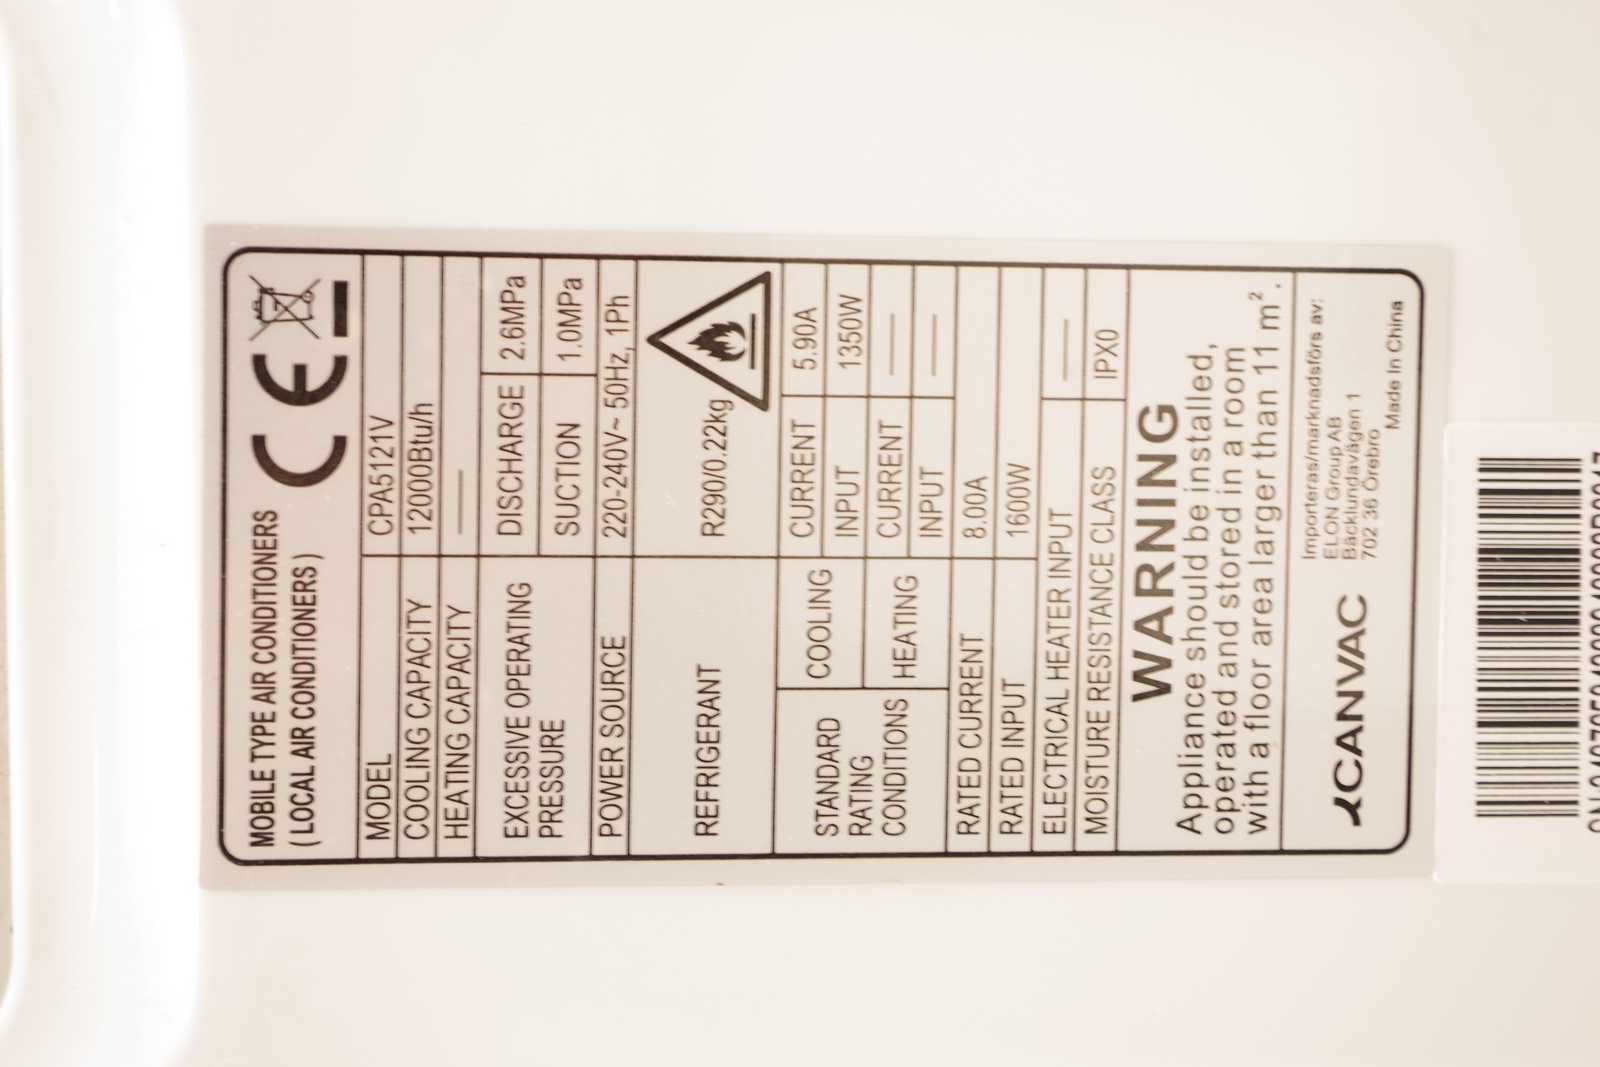 MOBILE TYPE AIR CONDITIONERS
( LOCAL AIR CONDITIONERS )
CE
MODEL CPA5121V
COOLING CAPACITY 12000Btu/h
HEATING CAPACITY —
EXCESSIVE OPERATING PRESSURE DISCHARGE 2.6MPa
SUCTION 1.0MPa
POWER SOURCE 220-240V~ 50Hz, 1Ph
REFRIGERANT R290/0.22kg
STANDARD RATING CONDITIONS COOLING CURRENT 5.90A
INPUT 1350W
HEATING CURRENT —
INPUT —
RATED CURRENT 8.00A
RATED INPUT 1600W
ELECTRICAL HEATER INPUT —
MOISTURE RESISTANCE CLASS IPX0
WARNING
Appliance should be installed,
operated and stored in a room
with a floor area larger than 11 m².
CANVAC
Importeras/marknadsförs av:
ELON Group AB
Bäcklundavägen 1
702 36 Örebro
Made In China